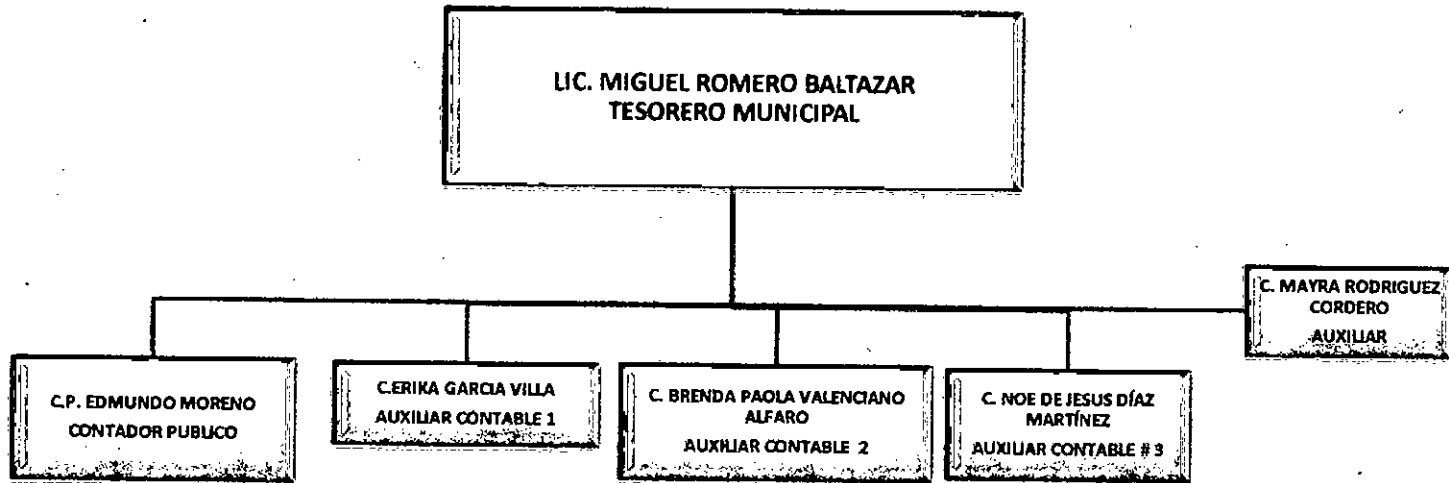 LIC. MIGUEL ROMERO BALTAZAR
TESORERO MUNICIPAL
C. MAYRA RODRIGUEZ
CORDERO
AUXILIAR
C.P. EDMUNDO MORENO
CONTADOR PUBLICO
C.ERIKA GARCIA VILLA
AUXILIAR CONTABLE 1
C. BRENDA PAOLA VALENCIANO
ALFARO
AUXILIAR CONTABLE 2
C. NOE DE JESUS DÍAZ
MARTÍNEZ
AUXILIAR CONTABLE # 3